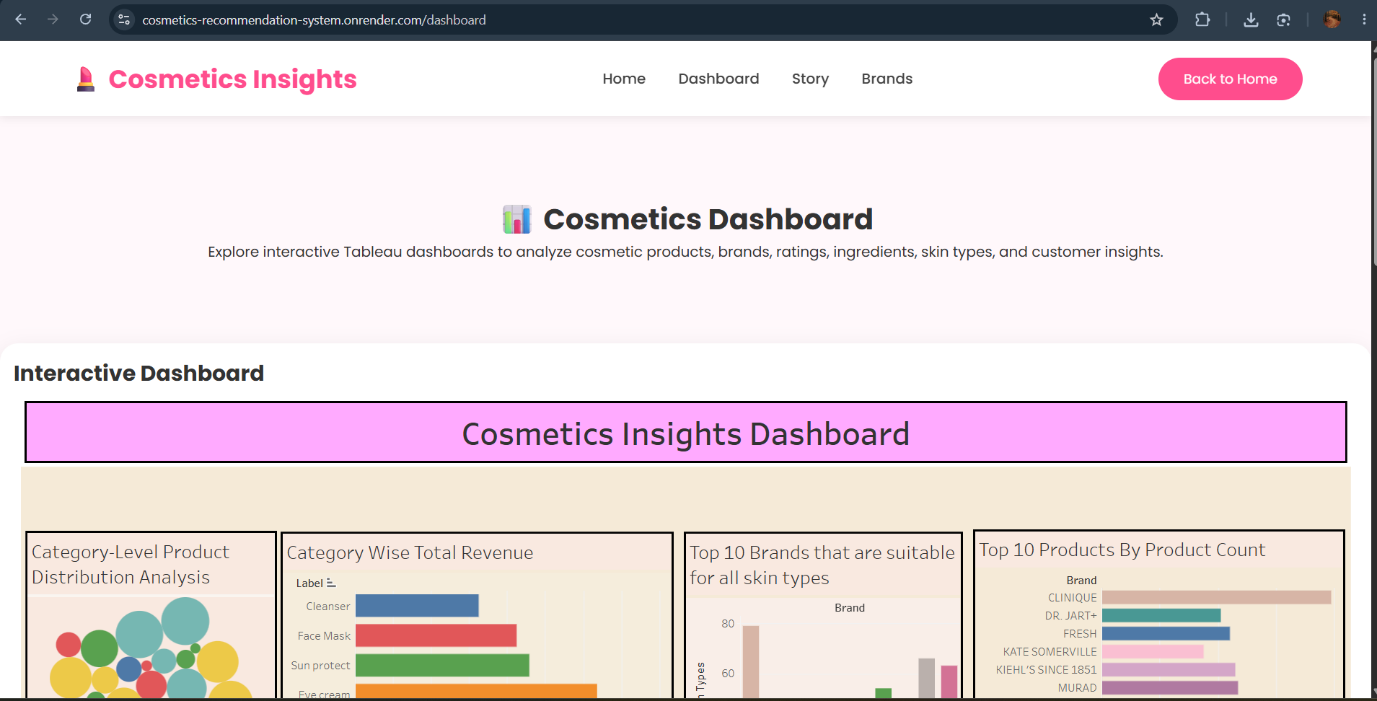 cosmetics-recommendation-system.onrender.com/dashboard
Cosmetics Insights
Home Dashboard Story Brands
Back to Home
Cosmetics Dashboard
Explore interactive Tableau dashboards to analyze cosmetic products, brands, ratings, ingredients, skin types, and customer insights.
Interactive Dashboard
Cosmetics Insights Dashboard
Category-Level Product
Distribution Analysis
Category Wise Total Revenue
Label
Cleanser
Face Mask
Sun protect
Eye cream
Top 10 Brands that are suitable
for all skin types
Brand
80
60
Types
Top 10 Products By Product Count
Brand
CLINIQUE
DR. JART+
FRESH
KATE SOMERVILLE
KIEHL'S SINCE 1851
MURAD